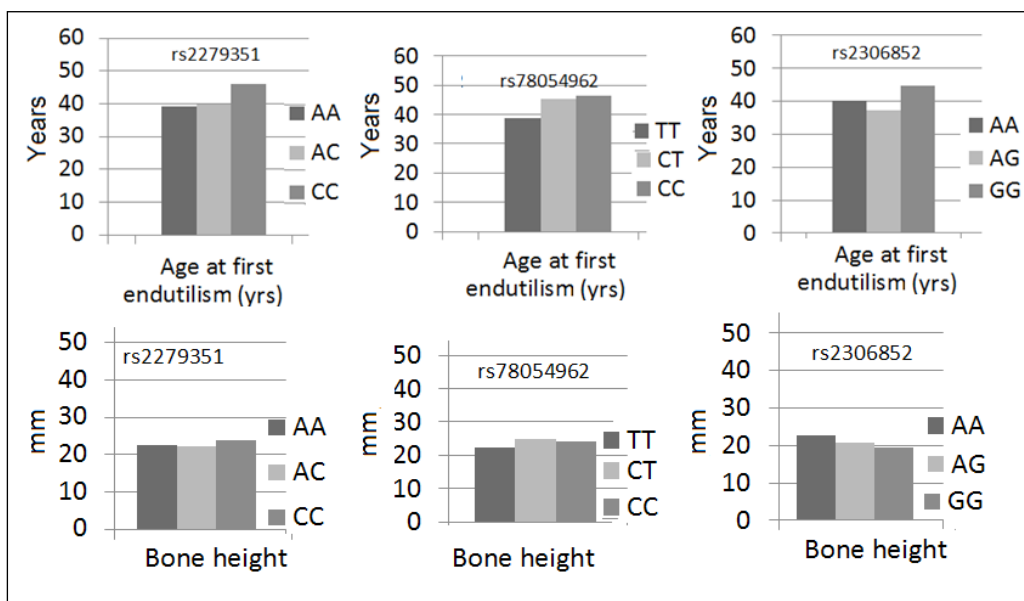 60
50
40
30
20
10
0
Years
rs2279351
AA
AC
CC
Age at first
endutilism (yrs)
60
50
40
30
20
10
0
Years
rs78054962
TT
CT
CC
Age at first
endutilism (yrs)
60
50
40
30
20
10
0
Years
rs2306852
AA
AG
GG
Age at first
endutilism (yrs)
50
40
30
20
10
0
mm
rs2279351
AA
AC
CC
Bone height
50
40
30
20
10
0
mm
rs78054962
TT
CT
CC
Bone height
50
40
30
20
10
0
mm
rs2306852
AA
AG
GG
Bone height